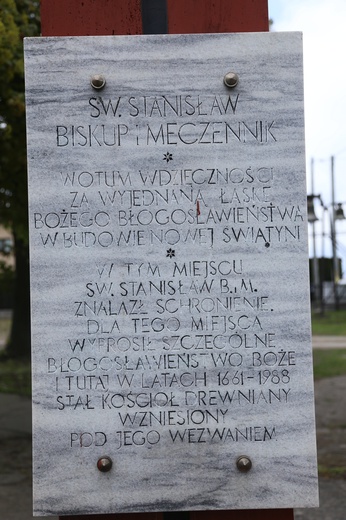 ŚW. STANISŁAW
BISKUP i MĘCZENNIK
*
WOTUM WDZIĘCZNOŚCI
ZA WYJEDNANĄ ŁASKĘ
BOŻEGO BŁOGOSŁAWIEŃSTWA
W BUDOWIE NOWEJ ŚWIĄTYNI
*
W TYM MIEJSCU
ŚW. STANISŁAW B.M.
ZNALAZŁ SCHRONIENIE.
DLA TEGO MIEJSCA
WYPROSIŁ SZCZEGÓLNE
BŁOGOSŁAWIEŃSTWO BOŻE
I TUTAJ W LATACH 1661-1988
STAŁ KOŚCIÓŁ DREWNIANY
WZNIESIONY
POD JEGO WEZWANIEM